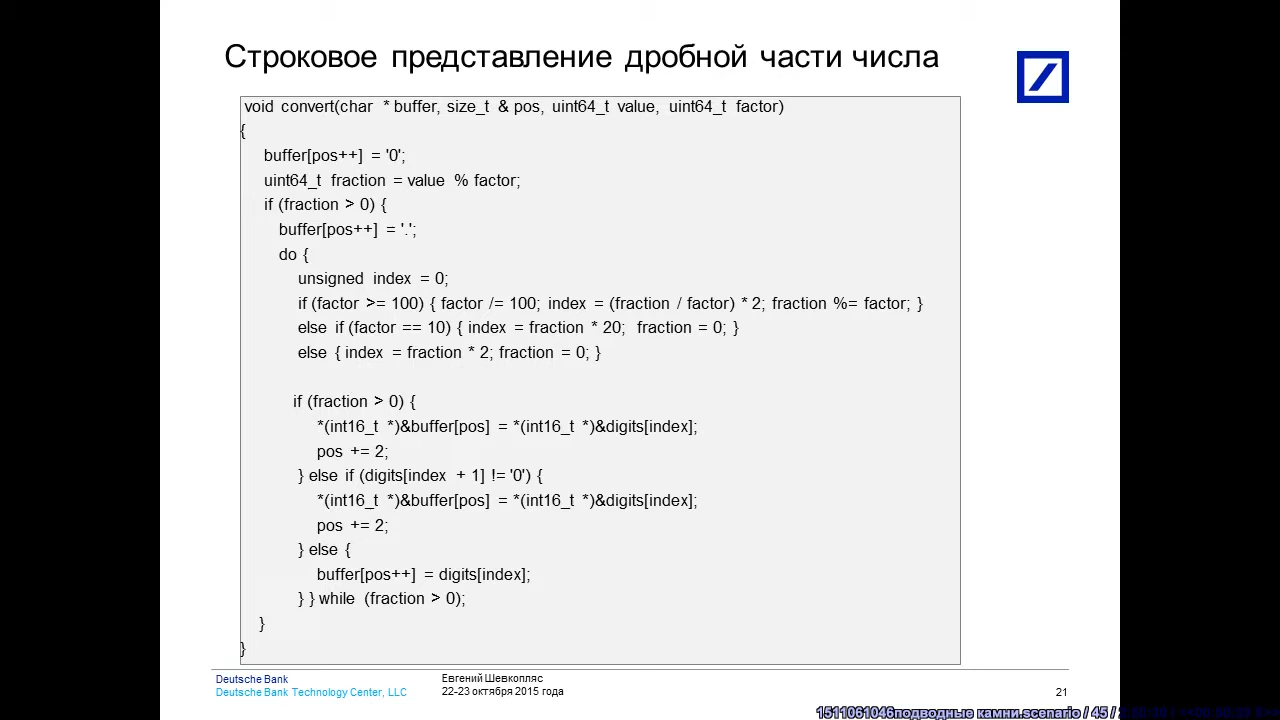 Строковое представление дробной части числа
void convert(char * buffer, size_t & pos, uint64_t value, uint64_t factor)
{
buffer[pos++] = '0';
uint64_t fraction = value % factor;
if (fraction > 0) {
buffer[pos++] = '.';
do {
unsigned index = 0;
if (factor >= 100) { factor /= 100; index = (fraction / factor) * 2; fraction %= factor; }
else if (factor == 10) { index = fraction * 20; fraction = 0; }
else { index = fraction * 2; fraction = 0; }
if (fraction > 0) {
*(int16_t *)&buffer[pos] = *(int16_t *)&digits[index];
pos += 2;
} else if (digits[index + 1] != '0') {
*(int16_t *)&buffer[pos] = *(int16_t *)&digits[index];
pos += 2;
} else {
buffer[pos++] = digits[index];
} } while (fraction > 0);
}
}
Deutsche Bank
Deutsche Bank Technology Center, LLC
Евгений Шевкопляс
22-23 октября 2015 года
21
1511061046подводные камни.scenario / 45 /